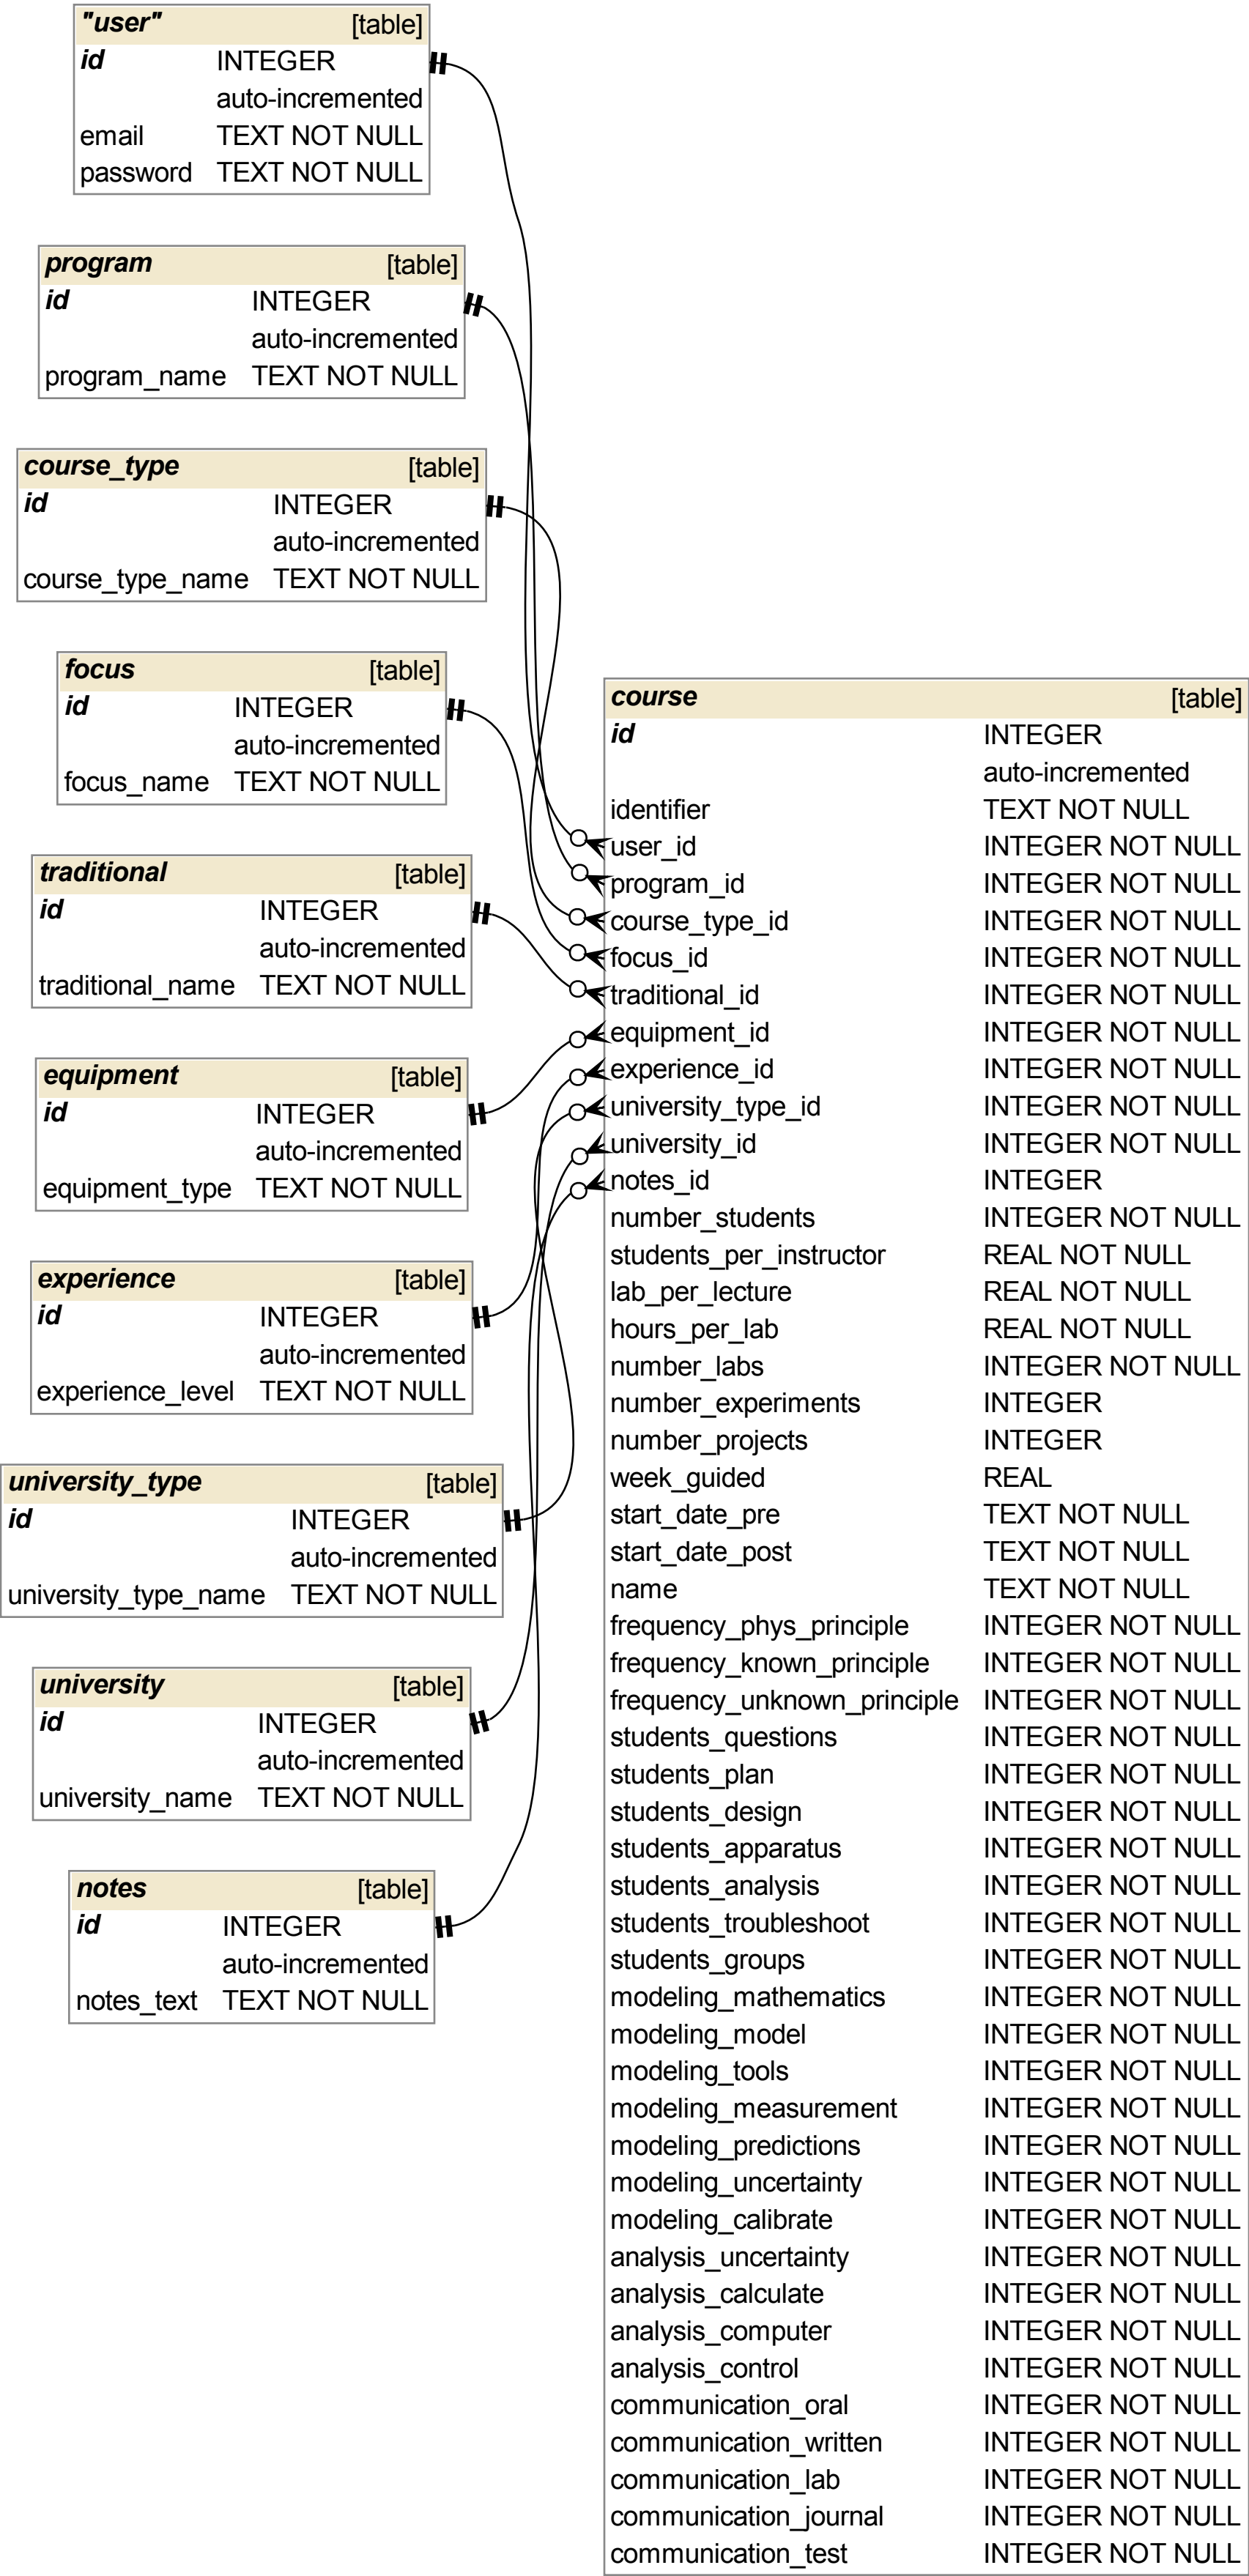 "user" [table]
id INTEGER
auto-incremented
email TEXT NOT NULL
password TEXT NOT NULL
program [table]
id INTEGER
auto-incremented
program_name TEXT NOT NULL
course_type [table]
id INTEGER
auto-incremented
course_type_name TEXT NOT NULL
focus [table]
id INTEGER
auto-incremented
focus_name TEXT NOT NULL
traditional [table]
id INTEGER
auto-incremented
traditional_name TEXT NOT NULL
equipment [table]
id INTEGER
auto-incremented
equipment_type TEXT NOT NULL
experience [table]
id INTEGER
auto-incremented
experience_level TEXT NOT NULL
university_type [table]
id INTEGER
auto-incremented
university_type_name TEXT NOT NULL
university [table]
id INTEGER
auto-incremented
university_name TEXT NOT NULL
notes [table]
id INTEGER
auto-incremented
notes_text TEXT NOT NULL
course [table]
id INTEGER
auto-incremented
identifier TEXT NOT NULL
user_id INTEGER NOT NULL
program_id INTEGER NOT NULL
course_type_id INTEGER NOT NULL
focus_id INTEGER NOT NULL
traditional_id INTEGER NOT NULL
equipment_id INTEGER NOT NULL
experience_id INTEGER NOT NULL
university_type_id INTEGER NOT NULL
university_id INTEGER NOT NULL
notes_id INTEGER
number_students INTEGER NOT NULL
students_per_instructor REAL NOT NULL
lab_per_lecture REAL NOT NULL
hours_per_lab REAL NOT NULL
number_labs INTEGER NOT NULL
number_experiments INTEGER
number_projects INTEGER
week_guided REAL
start_date_pre TEXT NOT NULL
start_date_post TEXT NOT NULL
name TEXT NOT NULL
frequency_phys_principle INTEGER NOT NULL
frequency_known_principle INTEGER NOT NULL
frequency_unknown_principle INTEGER NOT NULL
students_questions INTEGER NOT NULL
students_plan INTEGER NOT NULL
students_design INTEGER NOT NULL
students_apparatus INTEGER NOT NULL
students_analysis INTEGER NOT NULL
students_troubleshoot INTEGER NOT NULL
students_groups INTEGER NOT NULL
modeling_mathematics INTEGER NOT NULL
modeling_model INTEGER NOT NULL
modeling_tools INTEGER NOT NULL
modeling_measurement INTEGER NOT NULL
modeling_predictions INTEGER NOT NULL
modeling_uncertainty INTEGER NOT NULL
modeling_calibrate INTEGER NOT NULL
analysis_uncertainty INTEGER NOT NULL
analysis_calculate INTEGER NOT NULL
analysis_computer INTEGER NOT NULL
analysis_control INTEGER NOT NULL
communication_oral INTEGER NOT NULL
communication_written INTEGER NOT NULL
communication_lab INTEGER NOT NULL
communication_journal INTEGER NOT NULL
communication_test INTEGER NOT NULL